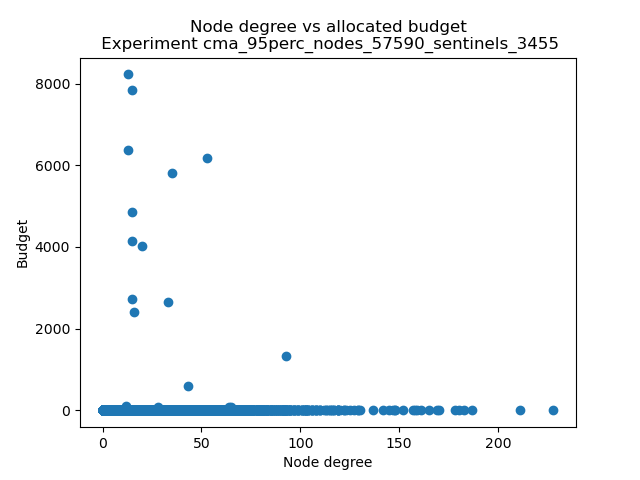 Node degree vs allocated budget
Experiment cma_95perc_nodes_57590_sentinels_3455
8000
6000
4000
2000
0
Budget
0 50 100 150 200
Node degree